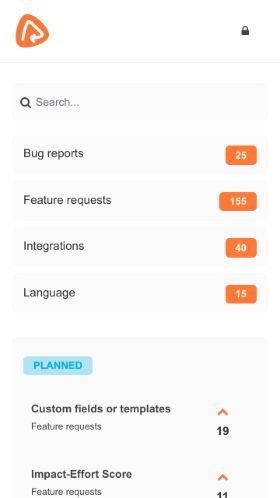 Search...
Bug reports
25
Feature requests
155
Integrations
40
Language
15
PLANNED
Custom fields or templates
Feature requests
19
Impact-Effort Score
Feature requests
11